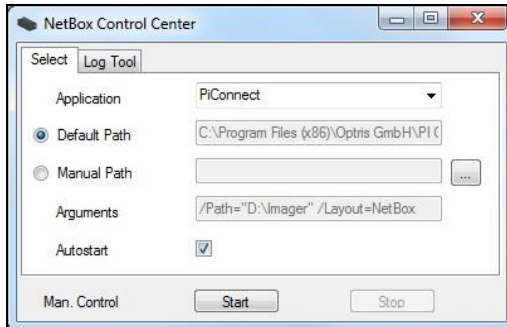 NetBox Control Center
Select Log Tool
Application PiConnect
Default Path C:\Program Files (x86)\Optris GmbH\PI C
Manual Path ...
Arguments /Path="D:\Imager" /Layout=NetBox
Autostart
Man. Control Start Stop